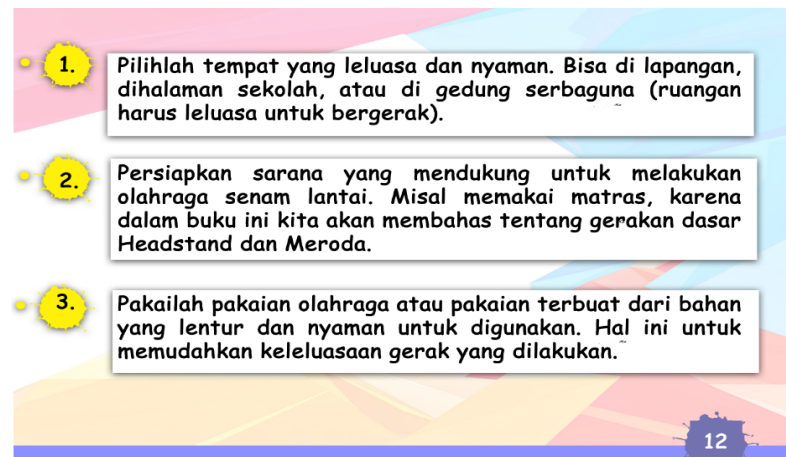 1.
Pilihlah tempat yang leluasa dan nyaman. Bisa di lapangan,
dihalaman sekolah, atau di gedung serbaguna (ruangan
harus leluasa untuk bergerak).
2.
Persiapkan sarana yang mendukung untuk melakukan
olahraga senam lantai. Misal memakai matras, karena
dalam buku ini kita akan membahas tentang gerakan dasar
Headstand dan Meroda.
3.
Pakailah pakaian olahraga atau pakaian terbuat dari bahan
yang lentur dan nyaman untuk digunakan. Hal ini untuk
memudahkan keleluasaan gerak yang dilakukan.
12